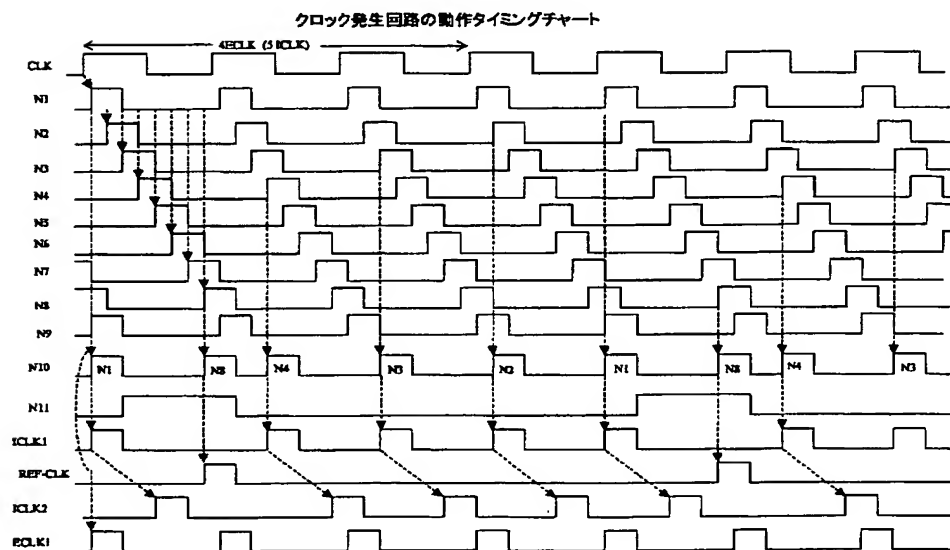 クロック発生回路の動作タイミングチャート
4ECLK (5 ICLK)
CLK
N1
N2
N3
N4
N5
N6
N7
N8
N9
N10 N1 N8 N4 N3 N2 N1 N8 N4 N3
N11
ICLK1
REF-CLK
ICLK2
ECLK1